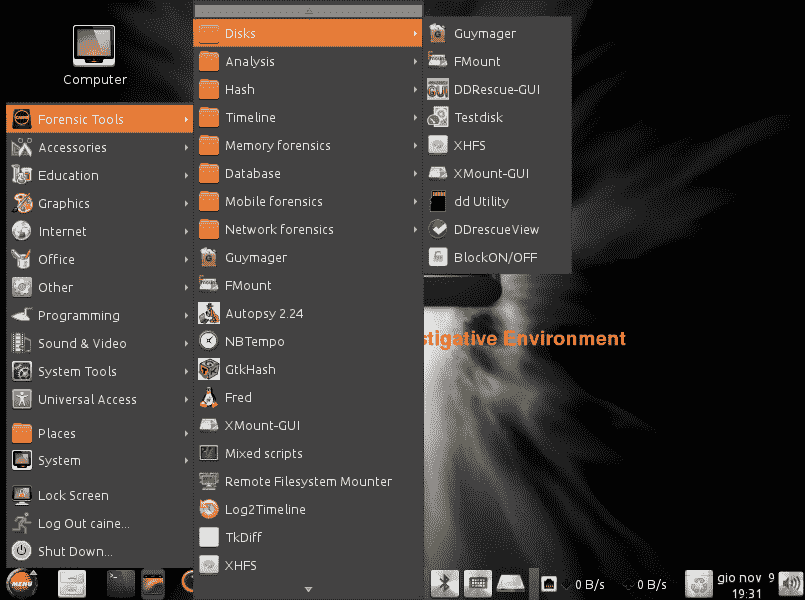 Computer
Forensic Tools
Accessories
Education
Graphics
Internet
Office
Other
Programming
Sound & Video
System Tools
Universal Access
Places
System
Lock Screen
Log Out caine...
Shut Down...
Disks
Analysis
Hash
Timeline
Memory forensics
Database
Mobile forensics
Network forensics
Guymager
FMount
Autopsy 2.24
NBTempo
GtkHash
Fred
XMount-GUI
Mixed scripts
Remote Filesystem Mounter
Log2Timeline
TkDiff
XHFS
Guymager
FMount
DDRescue-GUI
Testdisk
XHFS
XMount-GUI
dd Utility
DDrescueView
BlockON/OFF
stigative Environment
MENU
0 B/s
0 B/s
gio nov 9
19:31